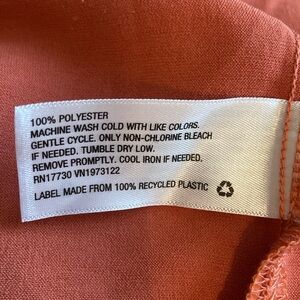 100% POLYESTER
MACHINE WASH COLD WITH LIKE COLORS.
GENTLE CYCLE. ONLY NON-CHLORINE BLEACH
IF NEEDED. TUMBLE DRY LOW.
REMOVE PROMPTLY. COOL IRON IF NEEDED.
RN17730 VN1973122
LABEL MADE FROM 100% RECYCLED PLASTIC